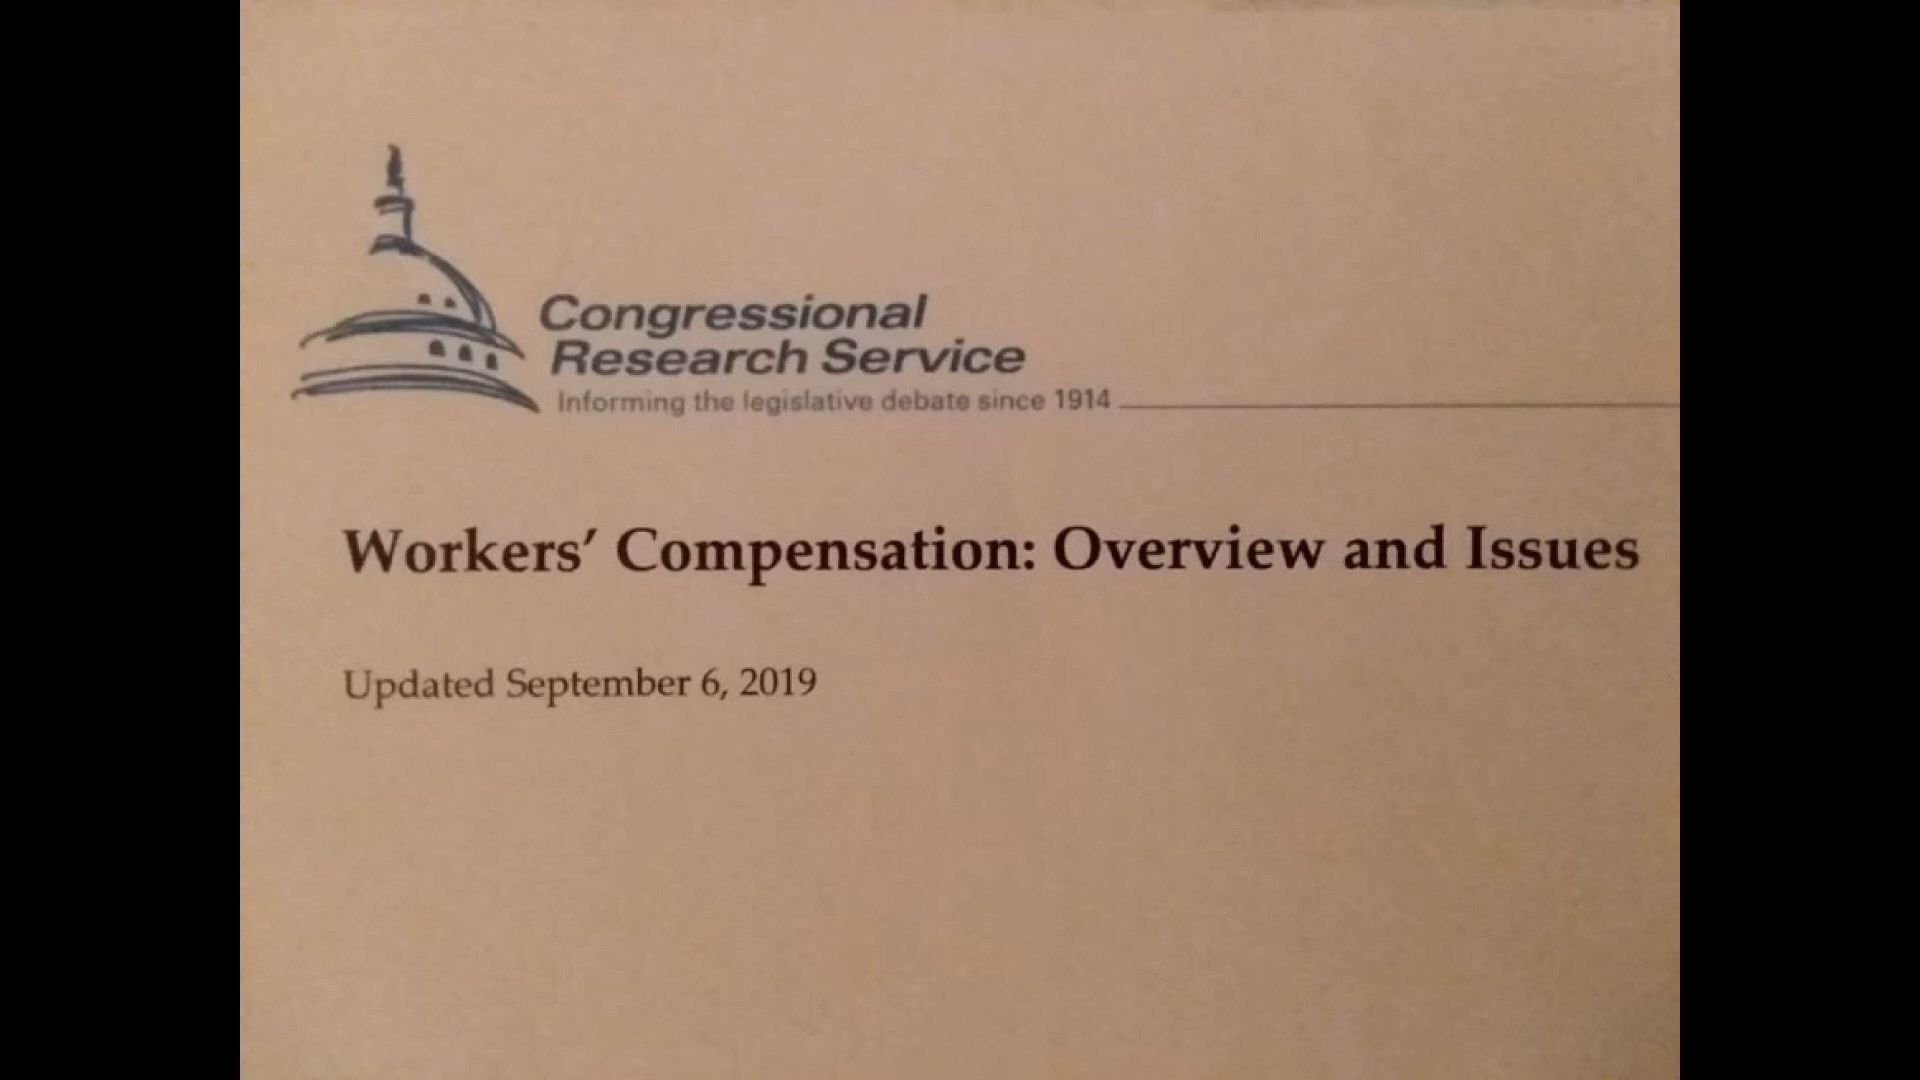 Congressional
Research Service
Informing the legislative debate since 1914
Workers’ Compensation: Overview and Issues
Updated September 6, 2019